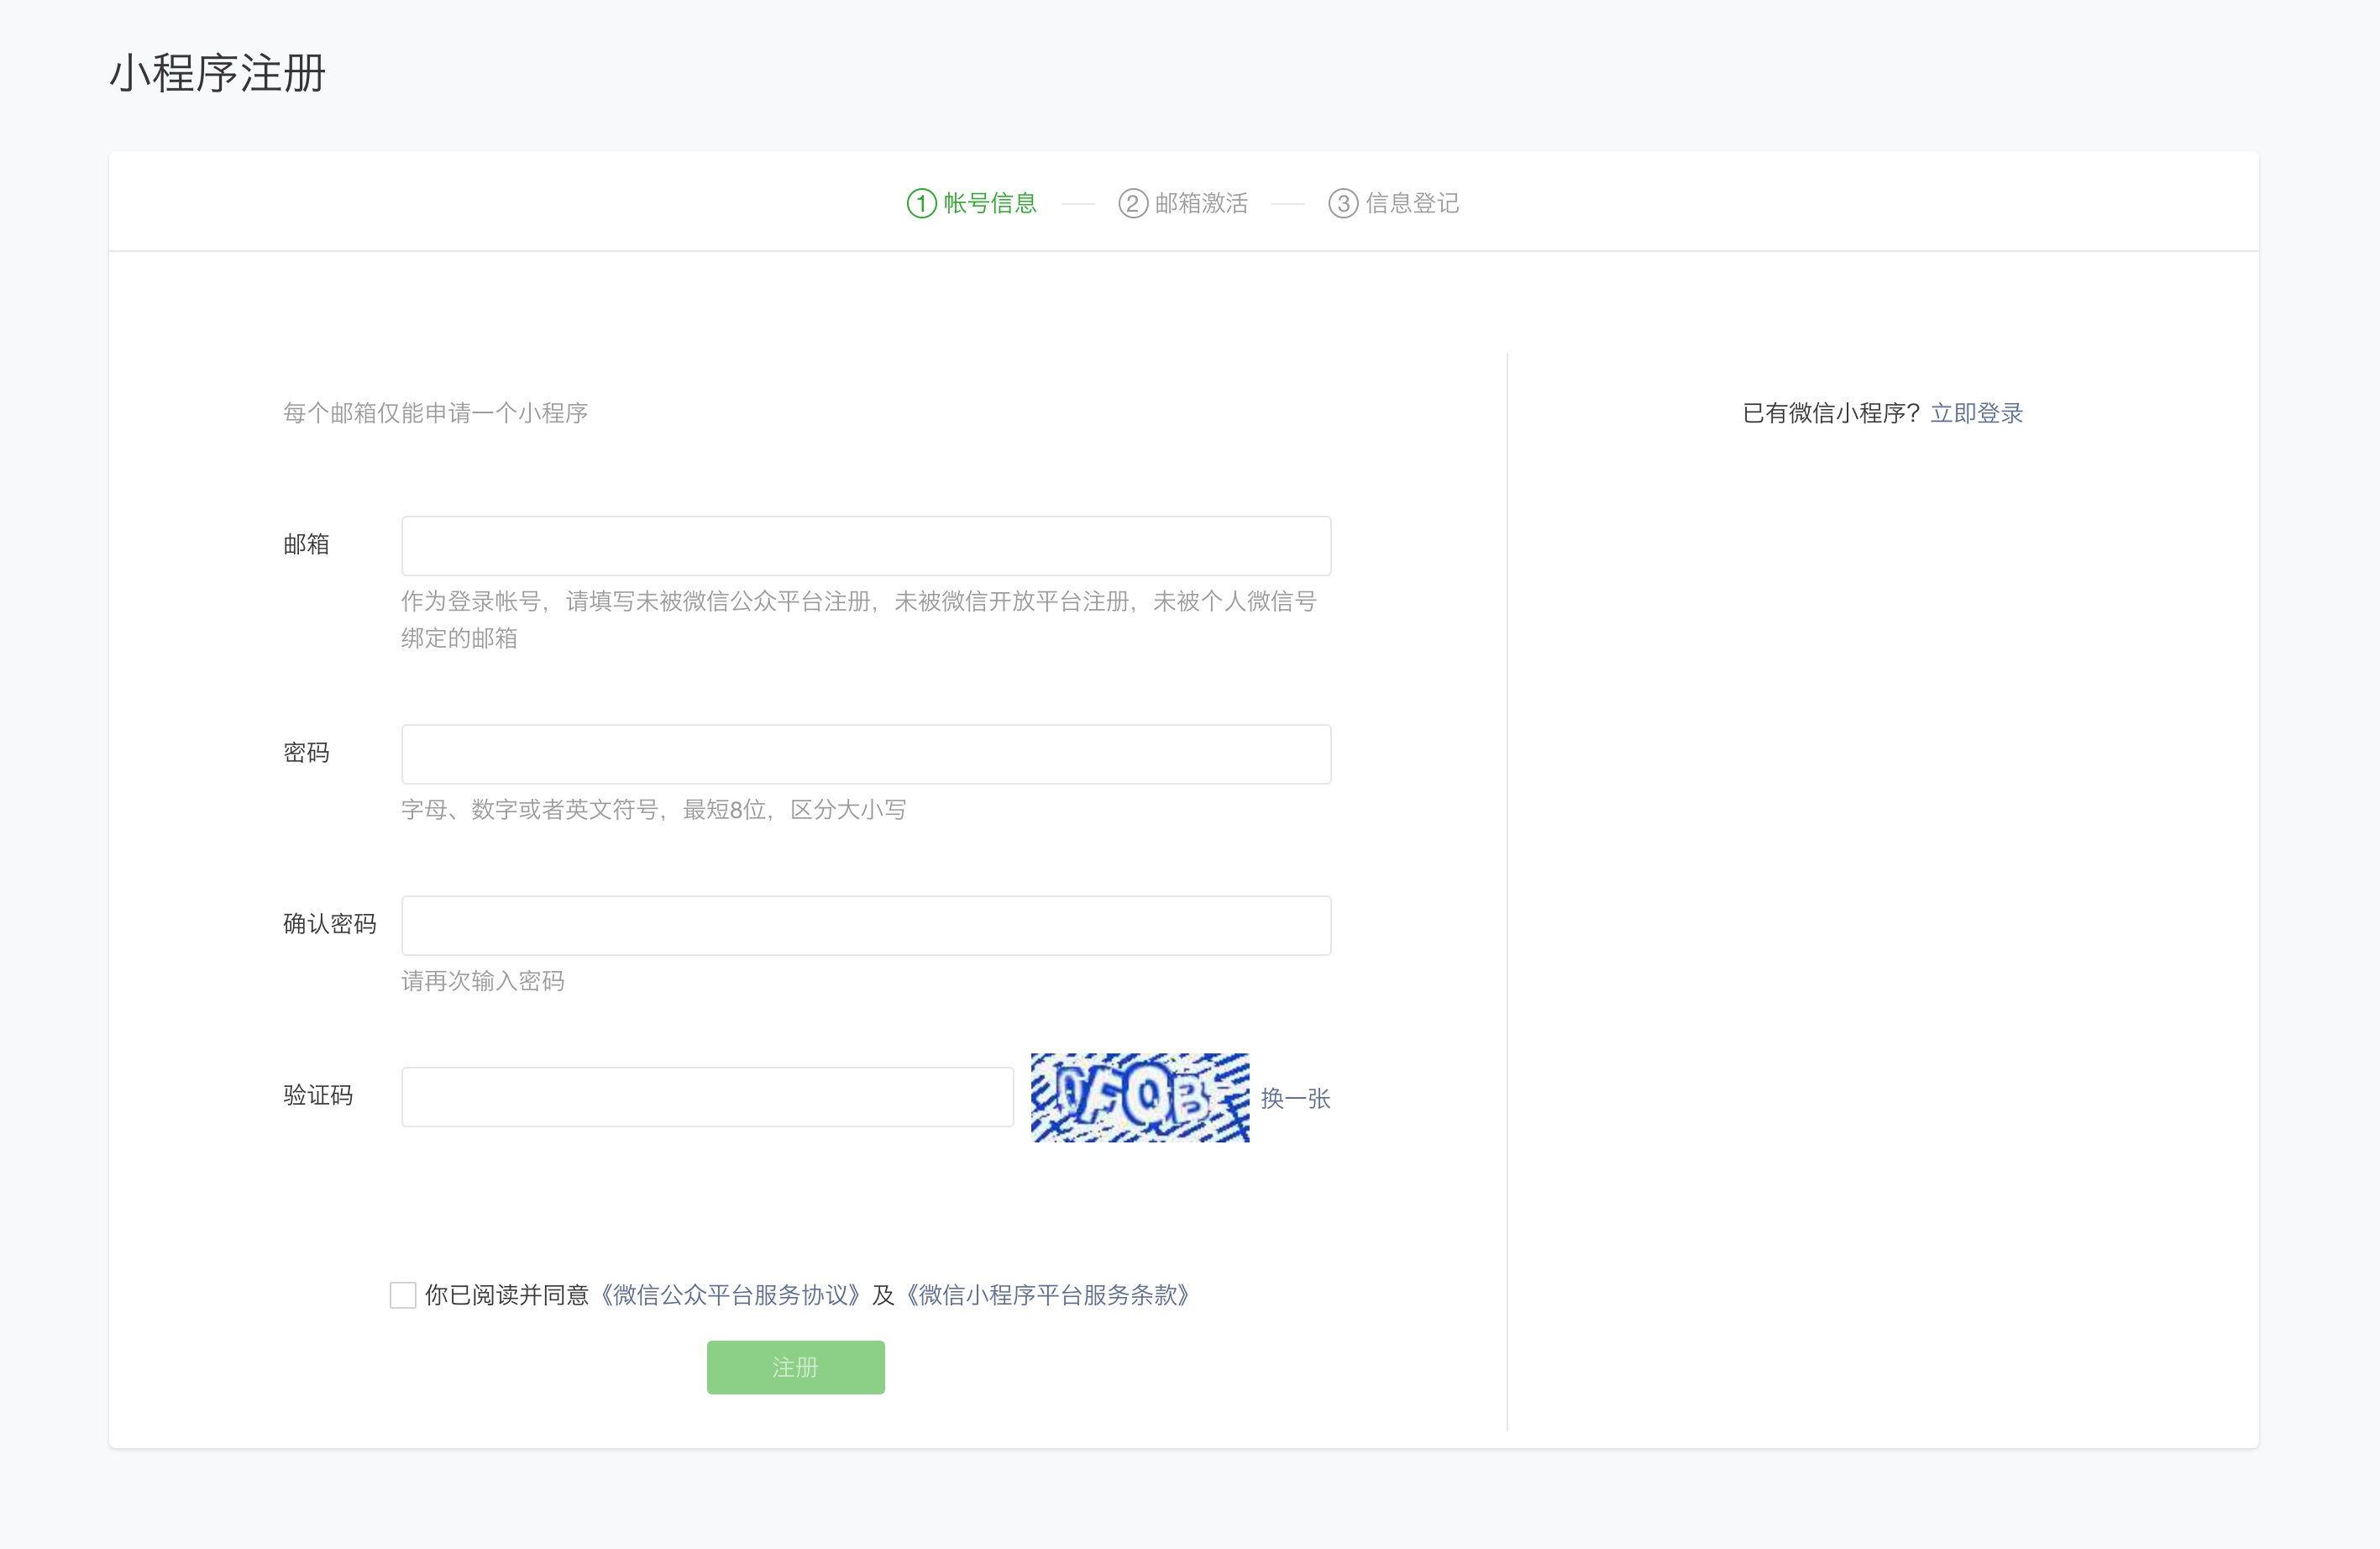 小程序注册
1 帐号信息 2 邮箱激活 3 信息登记
每个邮箱仅能申请一个小程序
已有微信小程序？立即登录
邮箱
作为登录帐号，请填写未被微信公众平台注册，未被微信开放平台注册，未被个人微信号
绑定的邮箱
密码
字母、数字或者英文符号，最短8位，区分大小写
确认密码
请再次输入密码
验证码
换一张
你已阅读并同意《微信公众平台服务协议》及《微信小程序平台服务条款》
注册